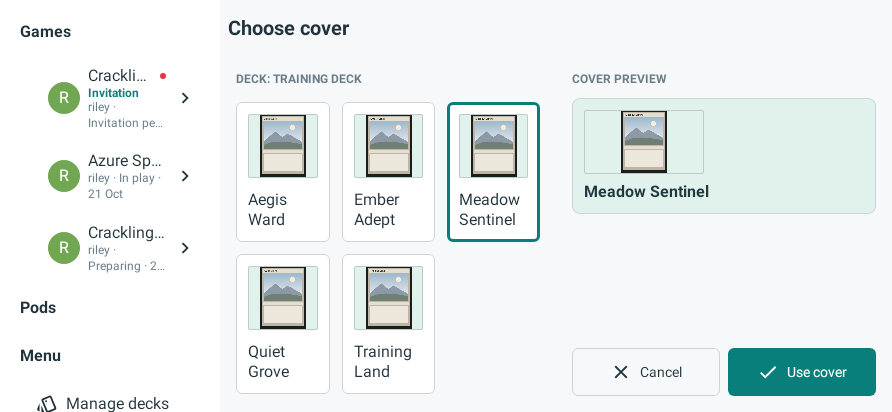 Games
Crackli…
Invitation
riley ·
Invitation pe…
R
Azure Sp…
riley · In play ·
21 Oct
R
Crackling…
riley ·
Preparing · 2…
R
Pods
Menu
Manage decks
Choose cover
DECK: TRAINING DECK
Aegis
Ward
Ember
Adept
Meadow
Sentinel
Quiet
Grove
Training
Land
COVER PREVIEW
Meadow Sentinel
Cancel
Use cover